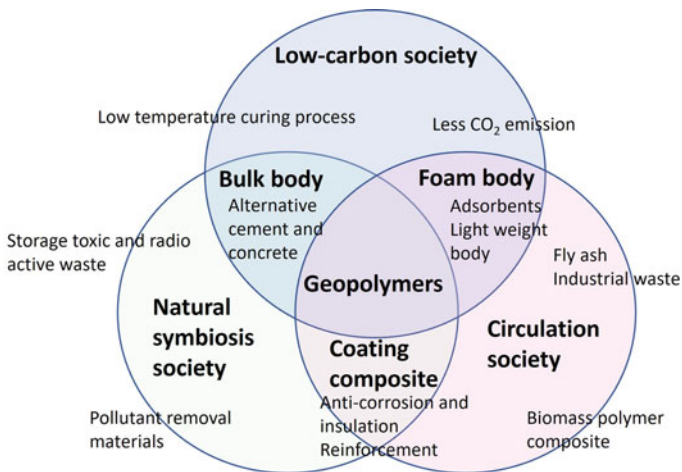 Low-carbon society
Low temperature curing process
Less CO₂ emission
Bulk body
Alternative
cement and
concrete
Foam body
Adsorbents
Light weight
body
Storage toxic and radio
active waste
Fly ash
Industrial waste
Geopolymers
Natural
symbiosis
society
Circulation
society
Coating
composite
Anti-corrosion and
insulation
Reinforcement
Pollutant removal
materials
Biomass polymer
composite